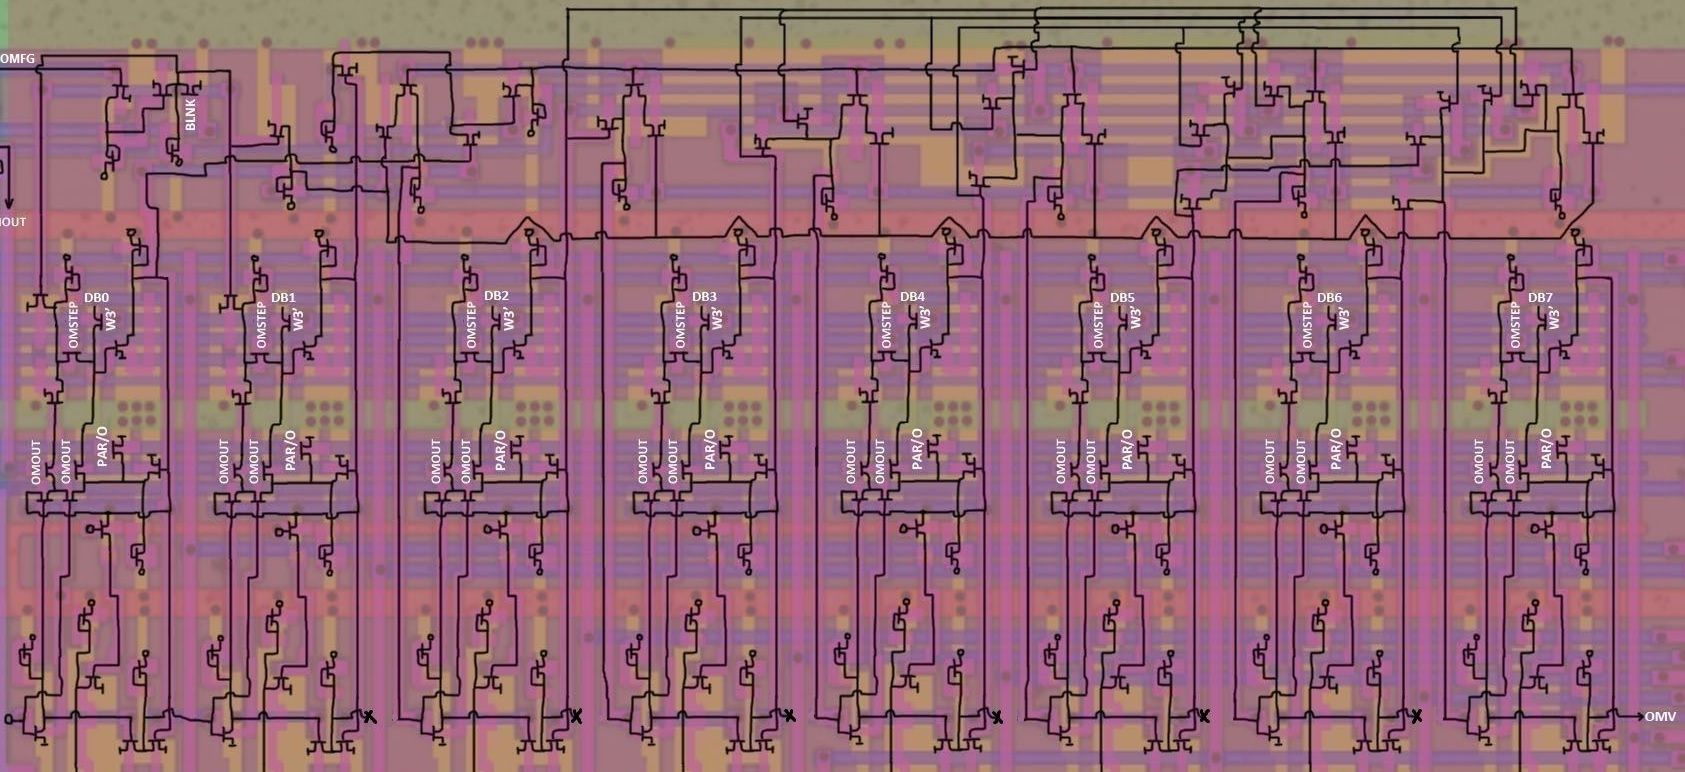 OMFG
BLNK
OUT
DB0 OMSTEP W3'
DB1 OMSTEP W3'
DB2 OMSTEP W3'
DB3 OMSTEP W3'
DB4 OMSTEP W3'
DB5 OMSTEP W3'
DB6 OMSTEP W3'
DB7 OMSTEP W3'
OMOUT OMOUT PAR/O
OMOUT OMOUT PAR/O
OMOUT OMOUT PAR/O
OMOUT OMOUT PAR/O
OMOUT OMOUT PAR/O
OMOUT OMOUT PAR/O
OMOUT OMOUT PAR/O
OMOUT OMOUT PAR/O
X X X X X X
OMV